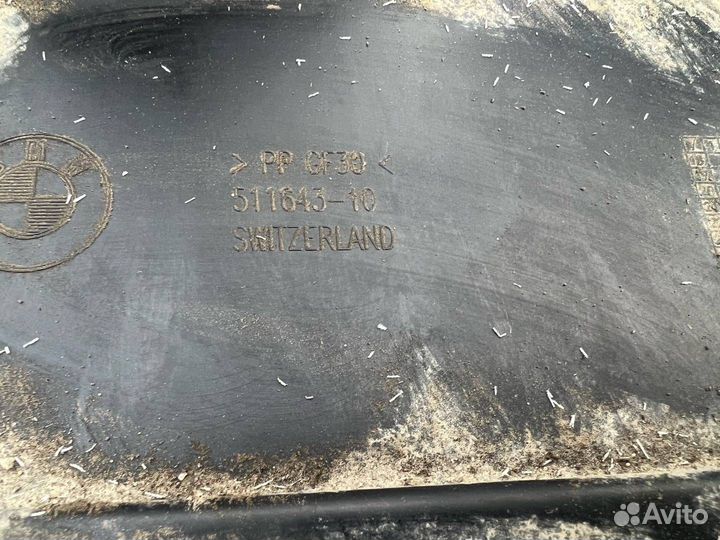 > PP GF30 <
511643-10
SWITZERLAND
Avito